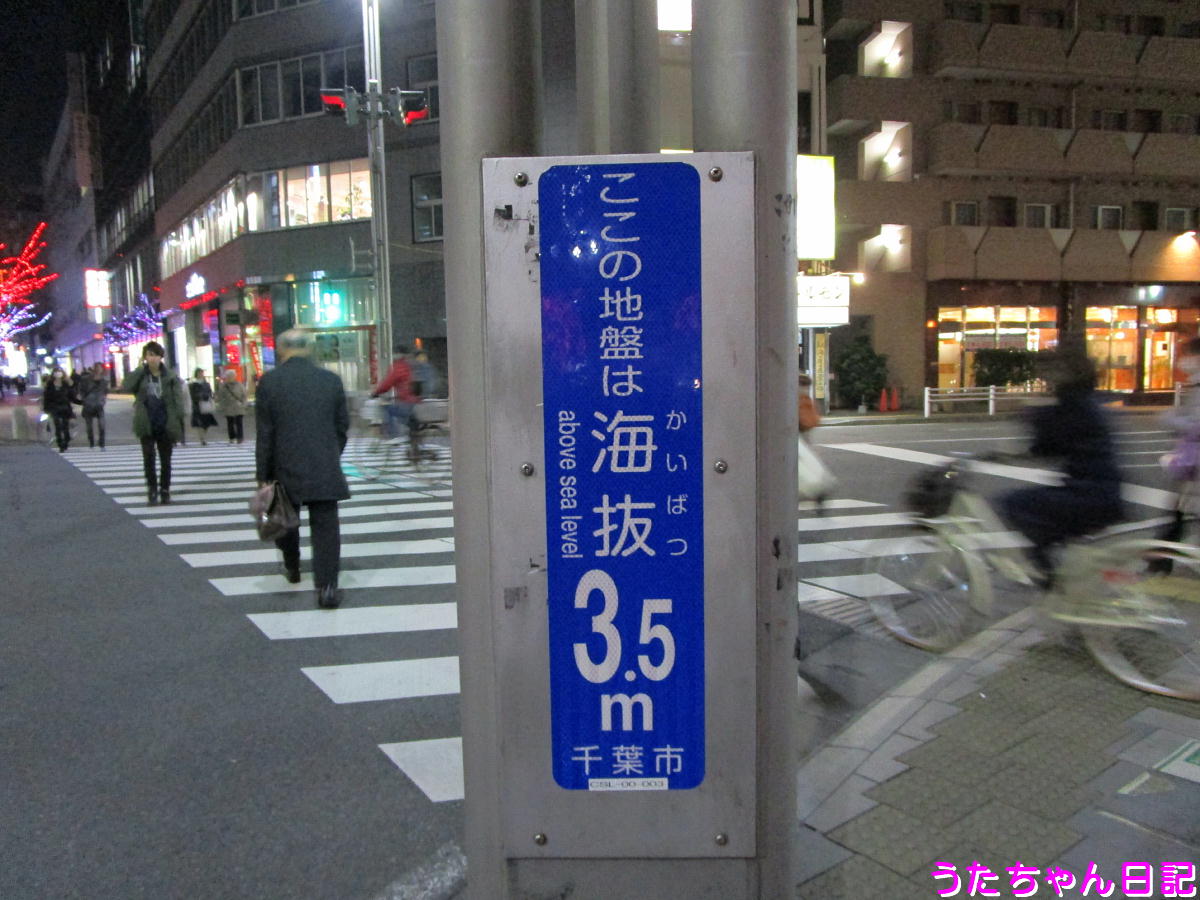 ここの地盤は
海抜
かいばつ
above sea level
3.5
m
千葉市
CSL-00-003
うたちゃん日記